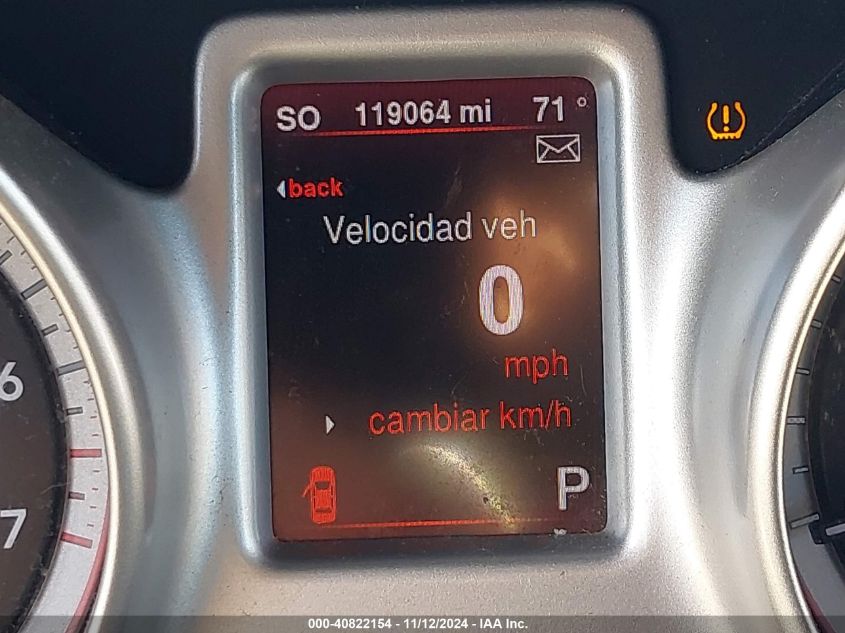 SO 119064 mi 71°
back
Velocidad veh
0
mph
cambiar km/h
P
6
7
000-40822154 - 11/12/2024 - IAA Inc.